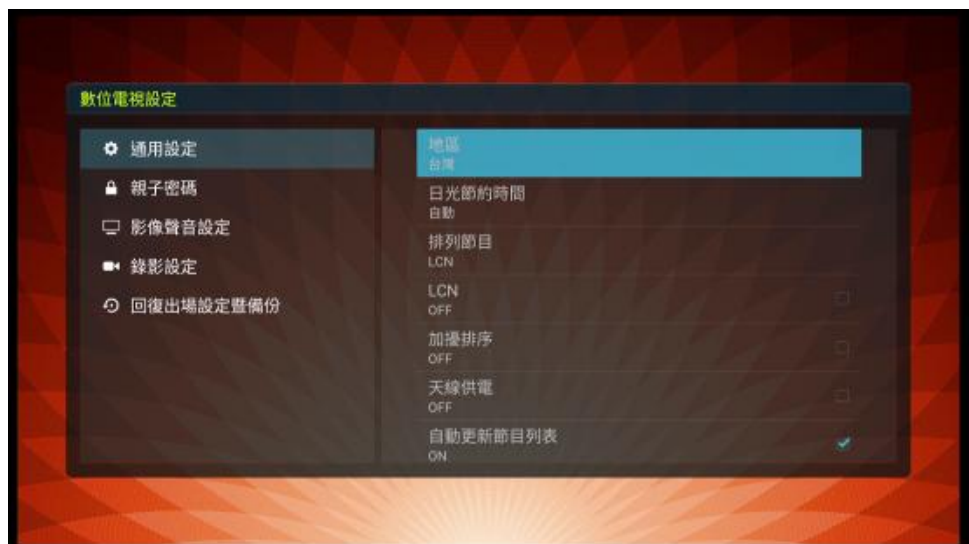 數位電視設定
通用設定
親子密碼
影像聲音設定
錄影設定
回復出場設定暨備份
地區
台灣
日光節約時間
自動
排列節目
LCN
LCN
OFF
加擾排序
OFF
天線供電
OFF
自動更新節目列表
ON